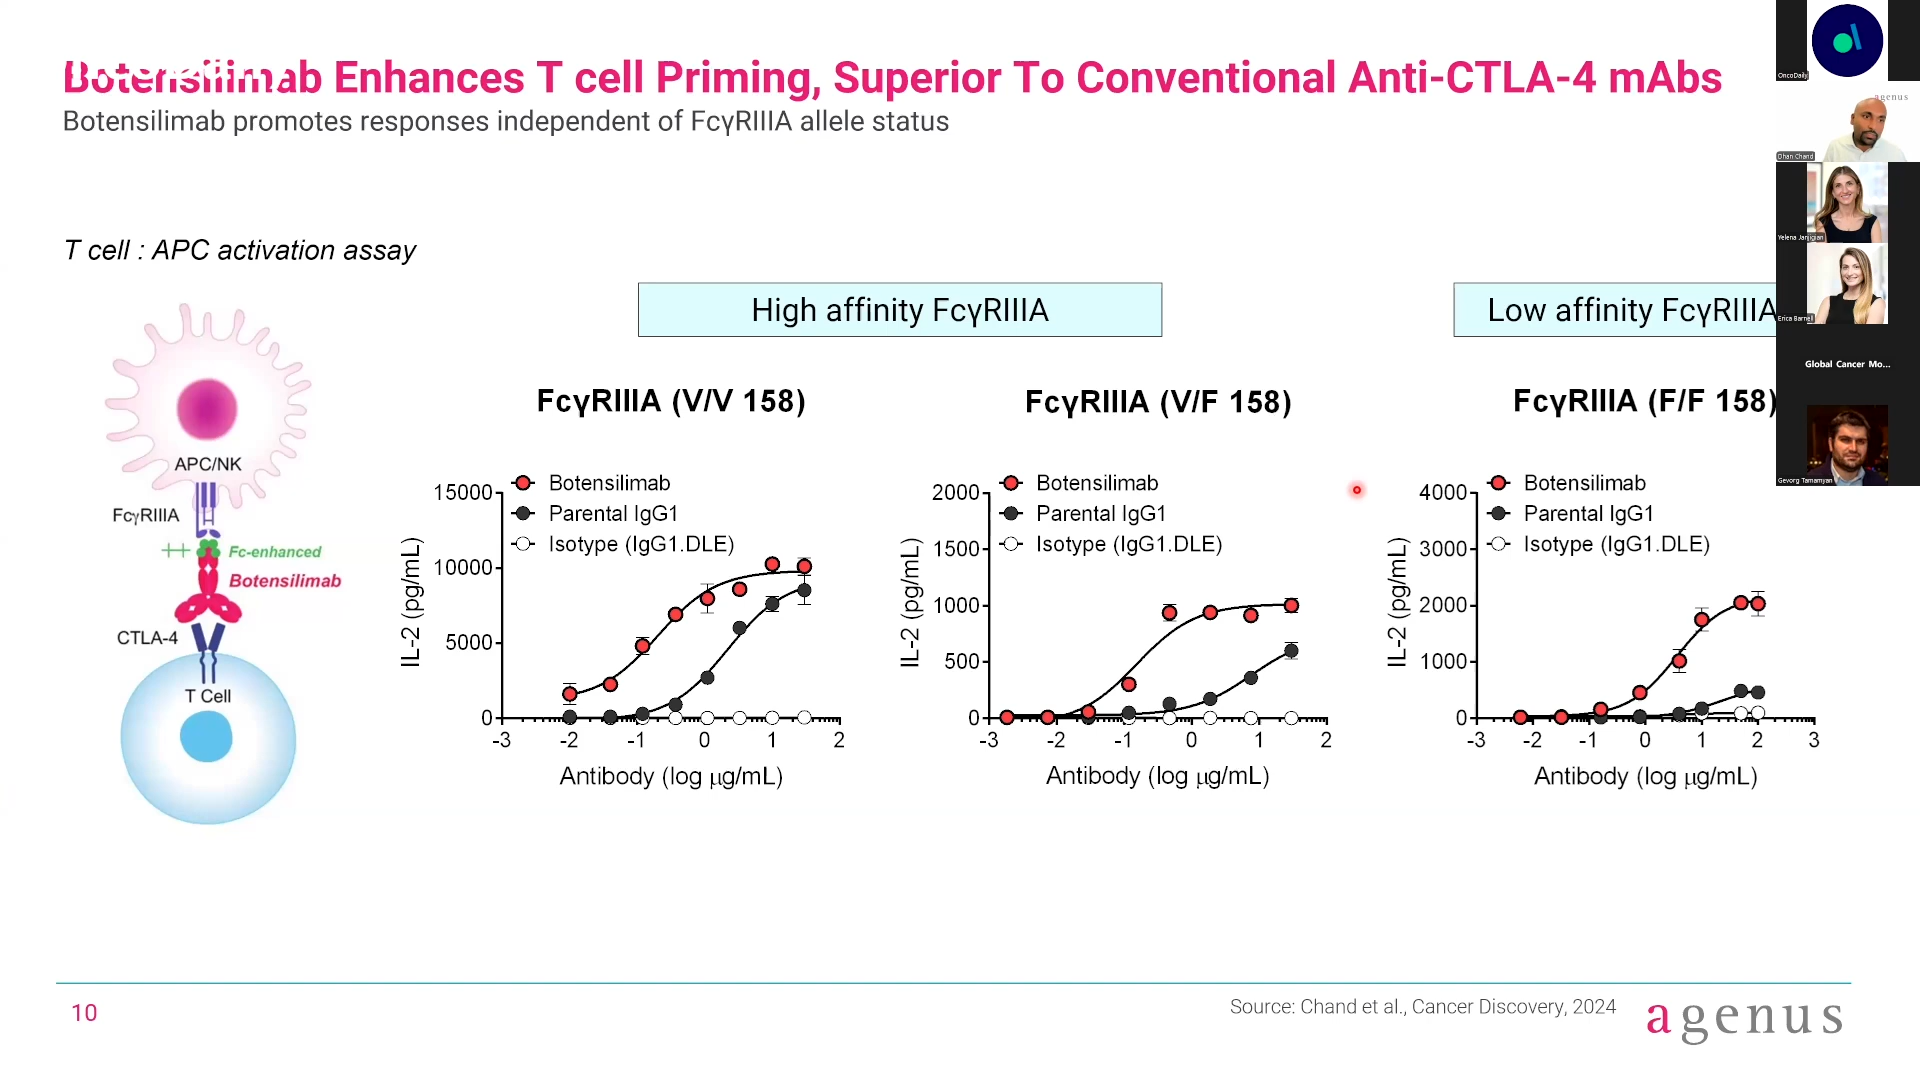 Botensilimab Enhances T cell Priming, Superior To Conventional Anti-CTLA-4 mAbs
Botensilimab promotes responses independent of FcγRIIIA allele status
T cell : APC activation assay
High affinity FcγRIIIA
Low affinity FcγRIIIA
APC/NK
FcγRIIIA
Fc-enhanced
Botensilimab
CTLA-4
T Cell
FcγRIIIA (V/V 158)
Botensilimab
Parental IgG1
Isotype (IgG1.DLE)
IL-2 (pg/mL)
15000
10000
5000
0
-3 -2 -1 0 1 2
Antibody (log µg/mL)
FcγRIIIA (V/F 158)
Botensilimab
Parental IgG1
Isotype (IgG1.DLE)
IL-2 (pg/mL)
2000
1500
1000
500
0
-3 -2 -1 0 1 2
Antibody (log µg/mL)
FcγRIIIA (F/F 158)
Botensilimab
Parental IgG1
Isotype (IgG1.DLE)
IL-2 (pg/mL)
4000
3000
2000
1000
0
-3 -2 -1 0 1 2 3
Antibody (log µg/mL)
10
Source: Chand et al., Cancer Discovery, 2024
agenus
OncoDaily
agenus
Dhan Chand
Yelena Janjigian
Erica Barnell
Global Cancer Mo...
Gevorg Tamamyan